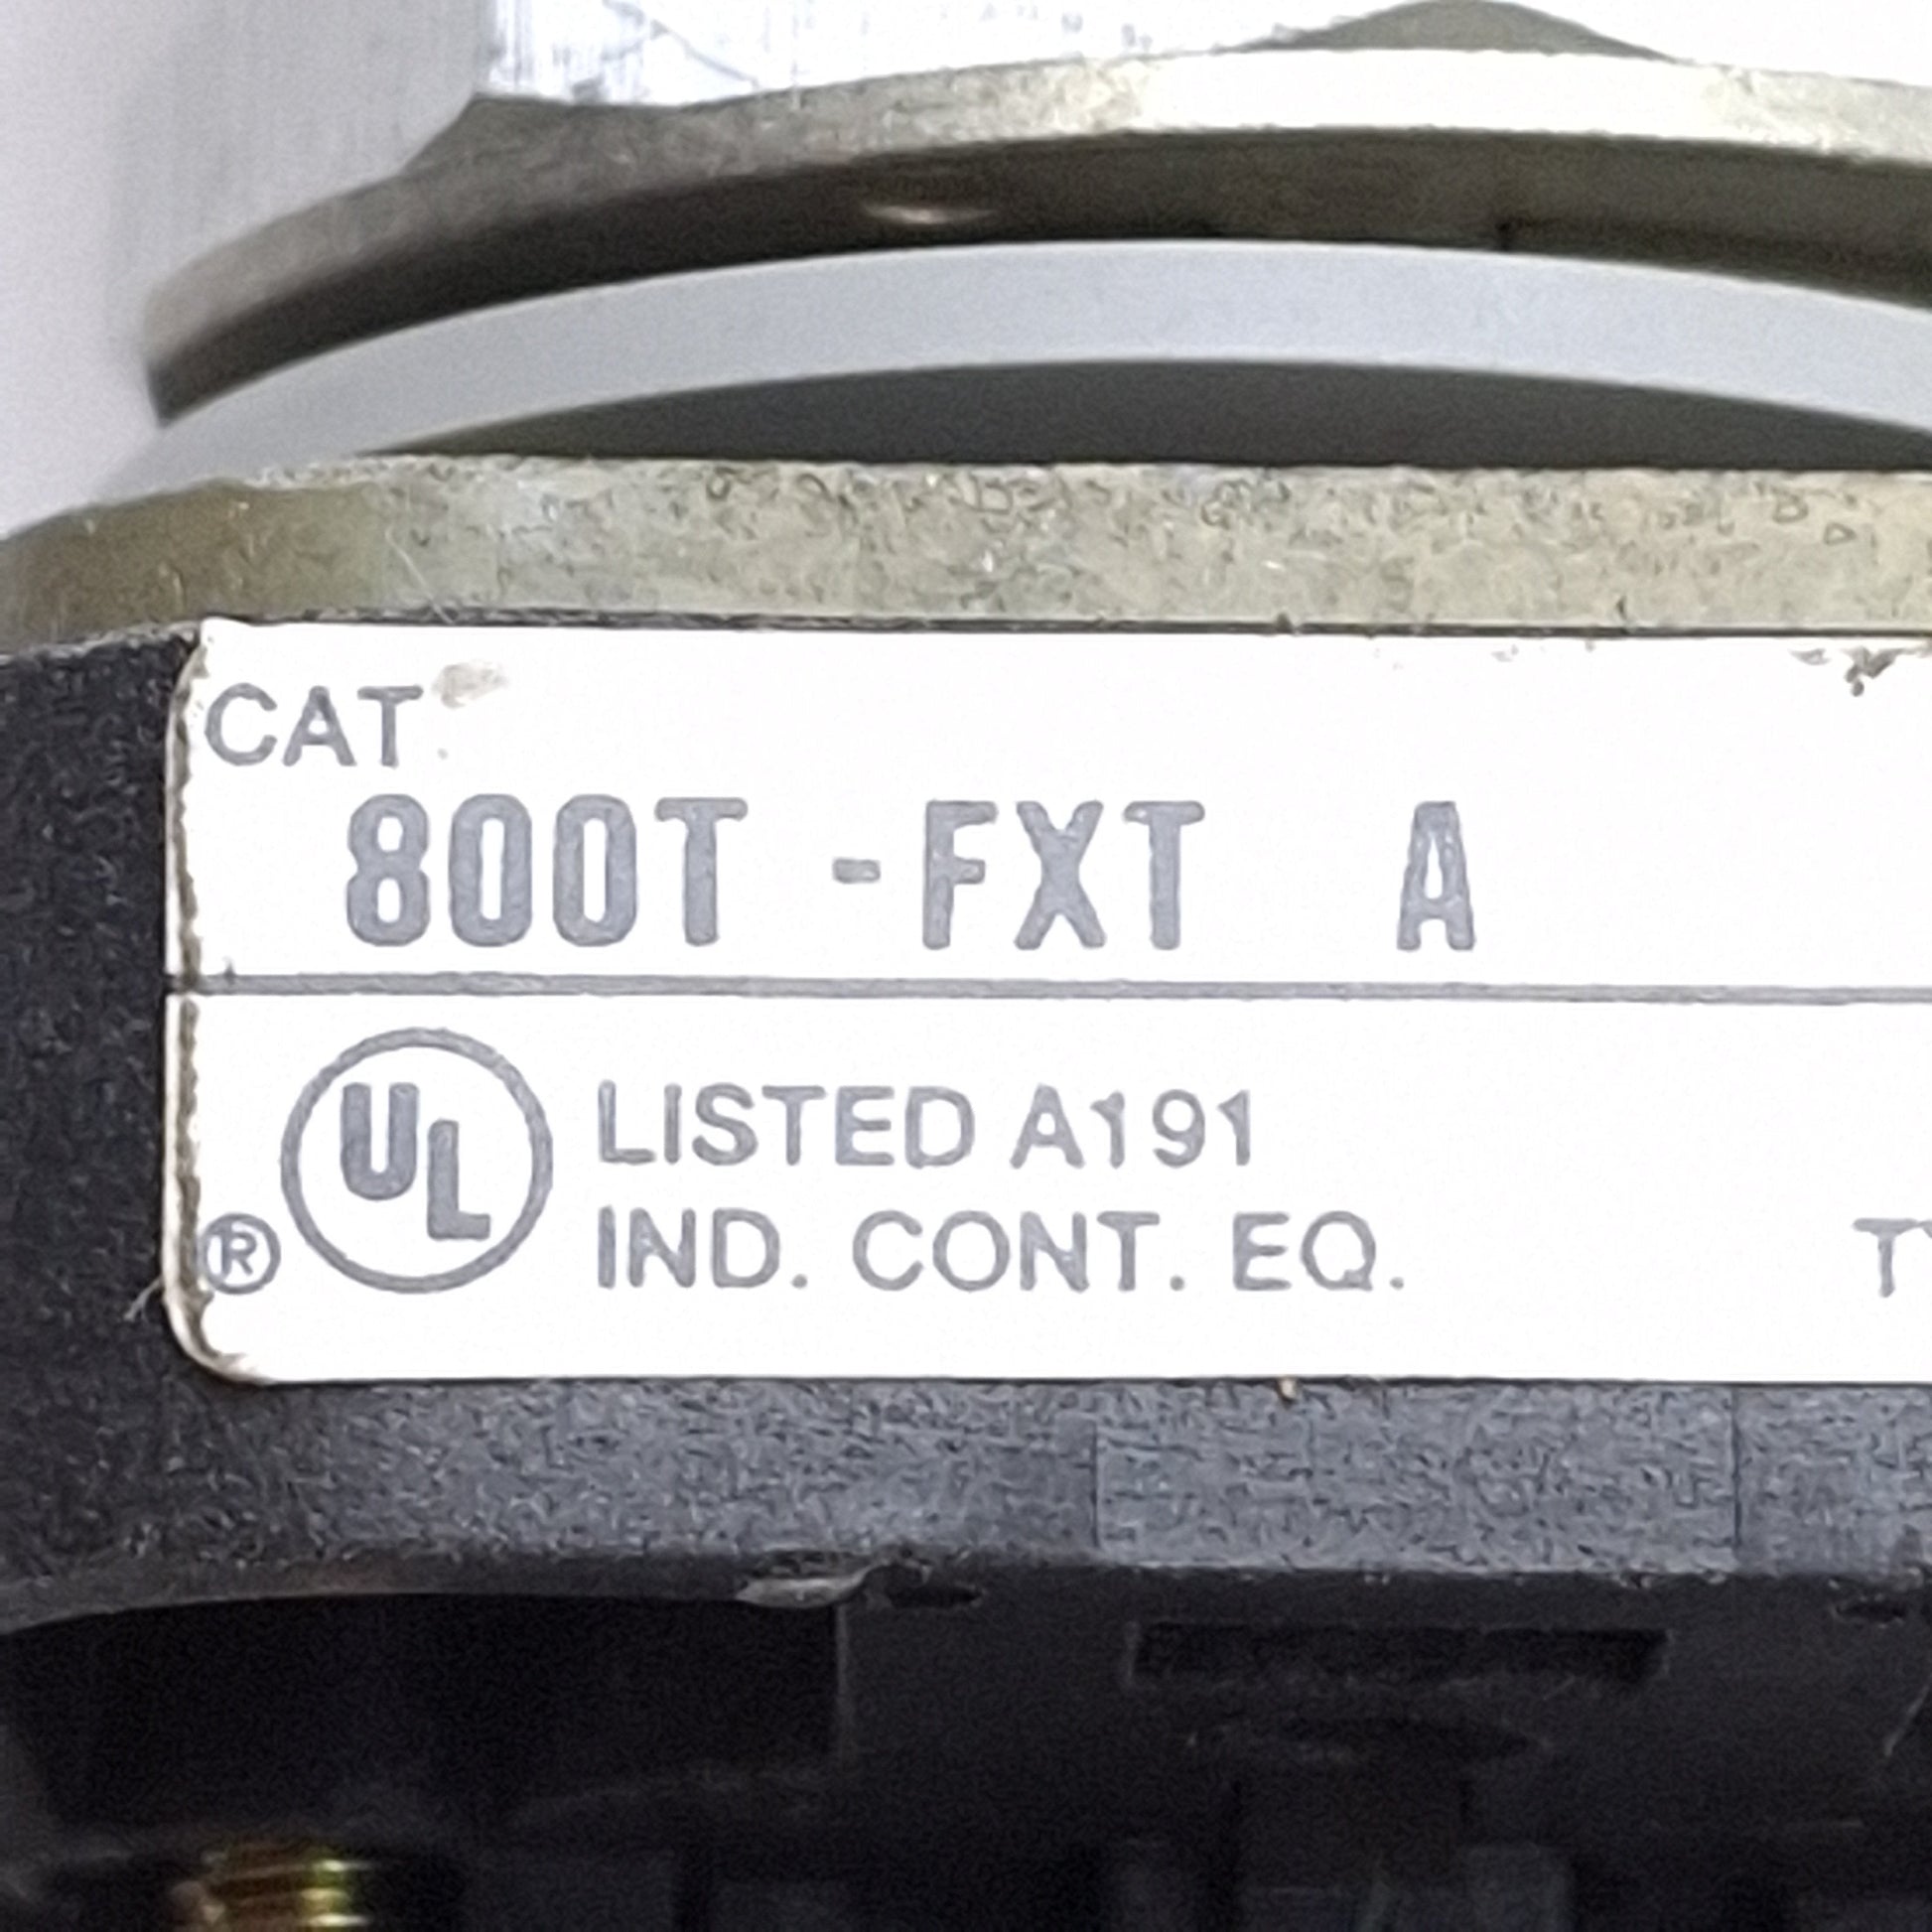 CAT.
800T -FXT A
UL LISTED A191
® IND. CONT. EQ.